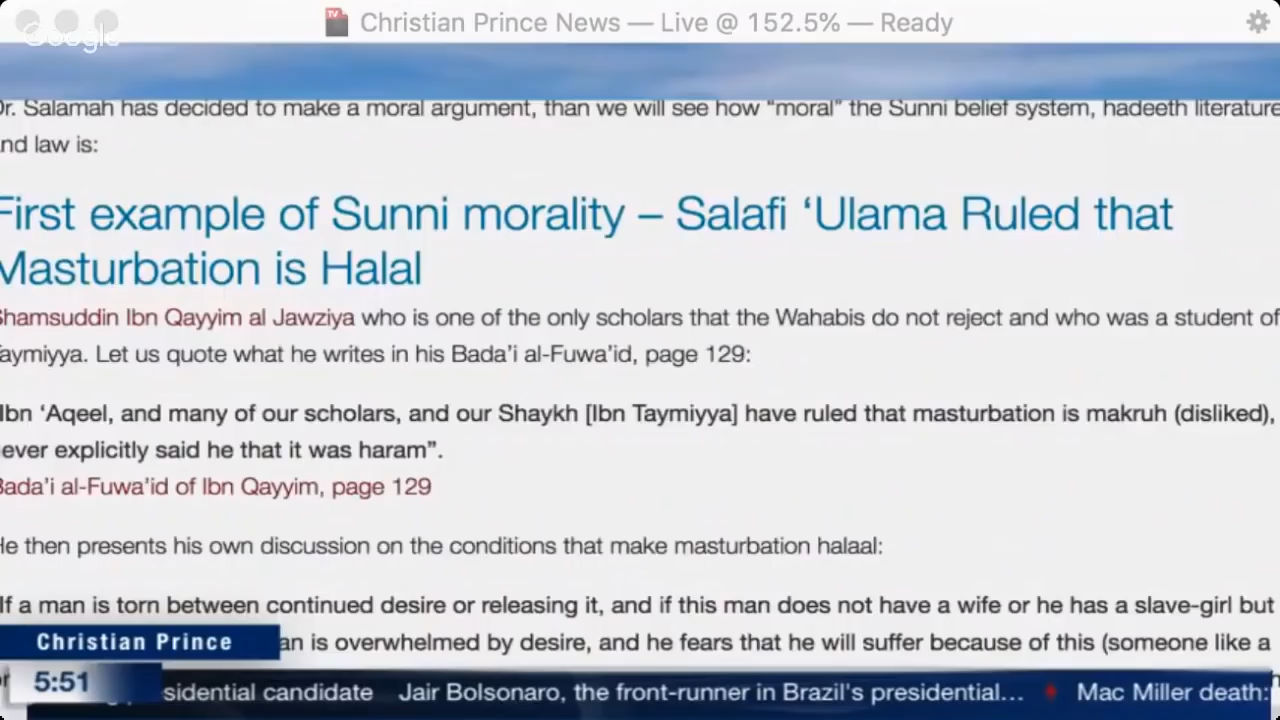 Google
Christian Prince News — Live @ 152.5% — Ready
r. Salamah has decided to make a moral argument, than we will see how “moral” the Sunni belief system, hadeeth literature
nd law is:
First example of Sunni morality – Salafi ‘Ulama Ruled that
Masturbation is Halal
hamsuddin Ibn Qayyim al Jawziya who is one of the only scholars that the Wahabis do not reject and who was a student of
aymiyya. Let us quote what he writes in his Bada’i al-Fuwa’id, page 129:
Ibn ‘Aqeel, and many of our scholars, and our Shaykh [Ibn Taymiyya] have ruled that masturbation is makruh (disliked),
ever explicitly said he that it was haram”.
Bada’i al-Fuwa’id of Ibn Qayyim, page 129
He then presents his own discussion on the conditions that make masturbation halaal:
If a man is torn between continued desire or releasing it, and if this man does not have a wife or he has a slave-girl but
Christian Prince
an is overwhelmed by desire, and he fears that he will suffer because of this (someone like a
5:51
sidential candidate Jair Bolsonaro, the front-runner in Brazil's presidential... Mac Miller death: